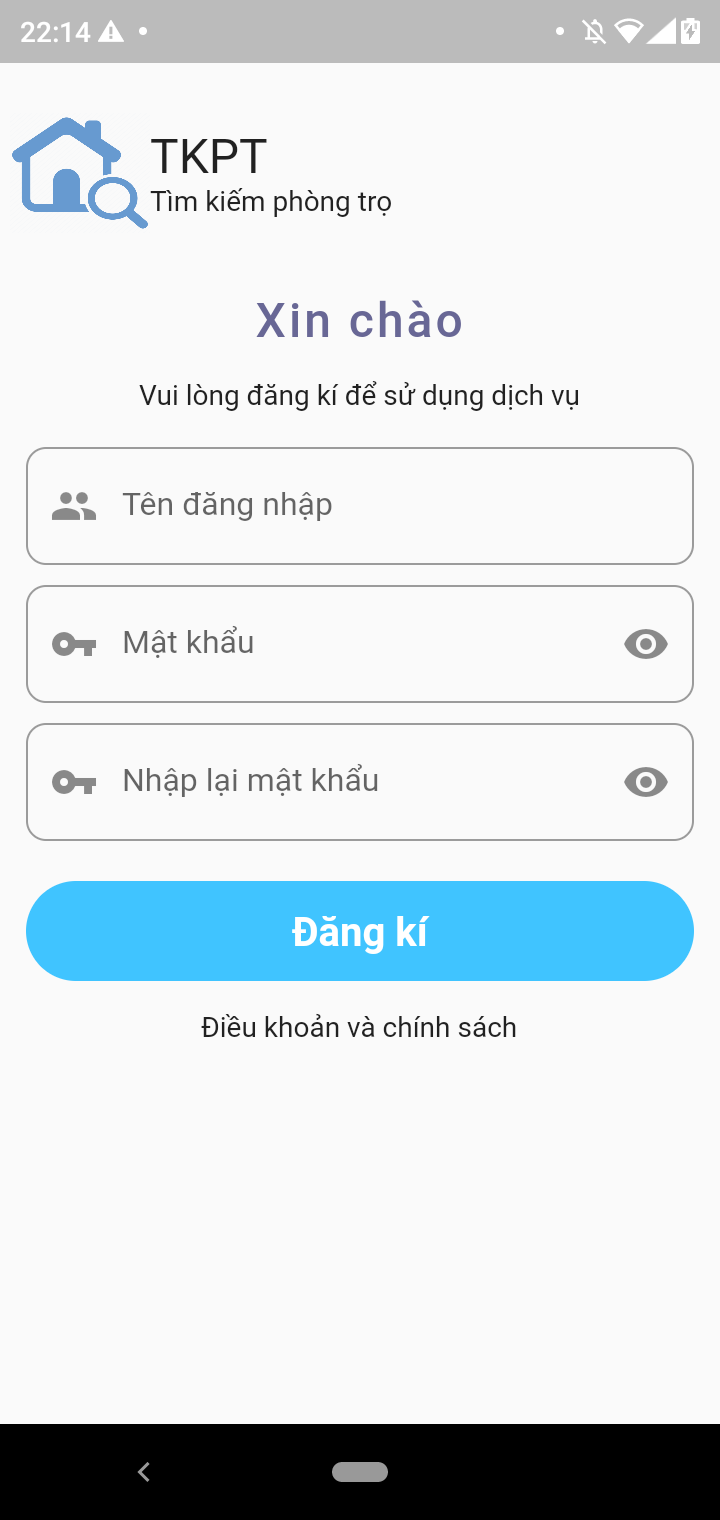 22:14
TKPT
Tìm kiếm phòng trọ
Xin chào
Vui lòng đăng kí để sử dụng dịch vụ
Tên đăng nhập
Mật khẩu
Nhập lại mật khẩu
Đăng kí
Điều khoản và chính sách